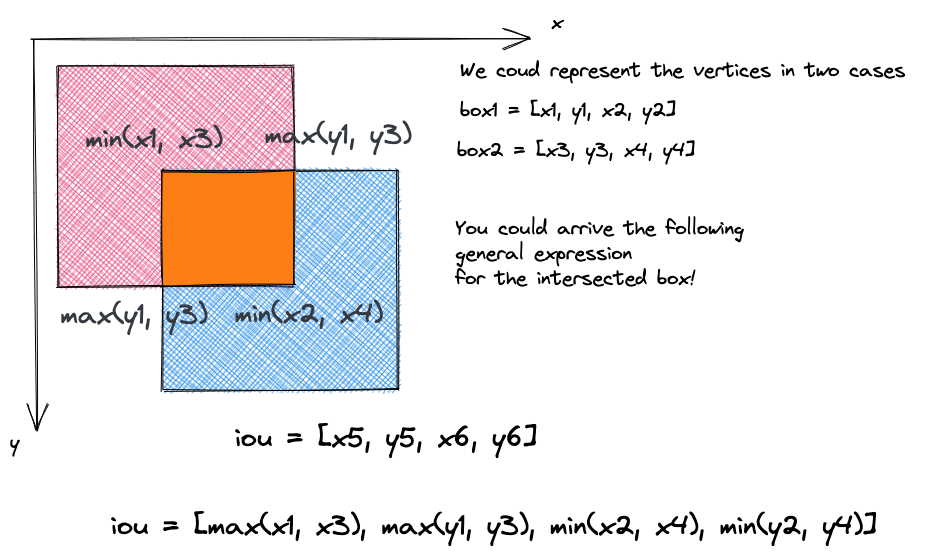 x
We coud represent the vertices in two cases
box1 = [x1, y1, x2, y2]
box2 = [x3, y3, x4, y4]
min(x1, x3) max(y1, y3)
You could arrive the following
general expression
for the intersected box!
max(y1, y3) min(x2, x4)
y
iou = [x5, y5, x6, y6]
iou = [max(x1, x3), max(y1, y3), min(x2, x4), min(y2, y4)]